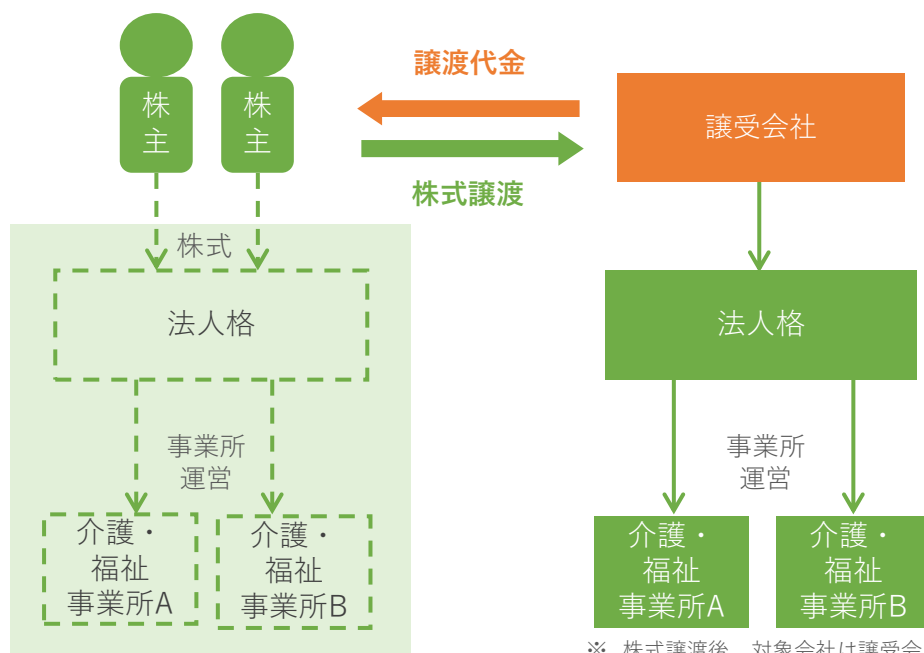 譲渡代金
株主
株主
譲受会社
株式譲渡
株式
法人格
法人格
事業所
運営
事業所
運営
介護・
福祉
事業所A
介護・
福祉
事業所B
介護・
福祉
事業所A
介護・
福祉
事業所B
※ 株式譲渡後、対象会社は譲受会